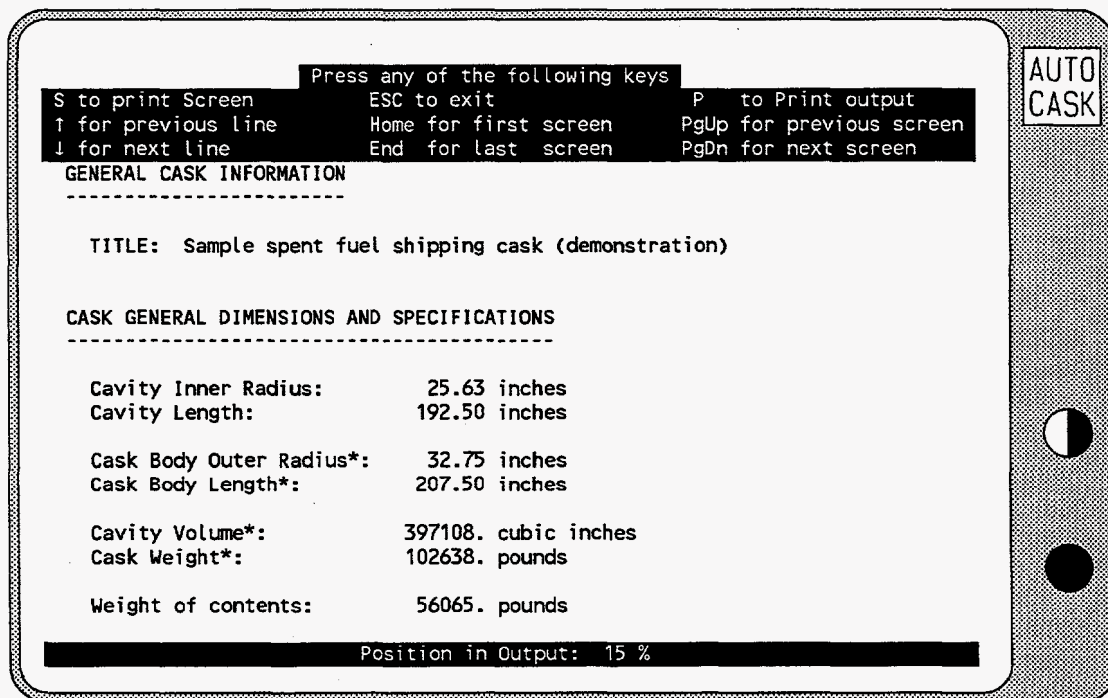 Press any of the following keys
S to print Screen ESC to exit P to Print output
↑ for previous line Home for first screen PgUp for previous screen
↓ for next line End for last screen PgDn for next screen
GENERAL CASK INFORMATION
------------------------
TITLE: Sample spent fuel shipping cask (demonstration)
CASK GENERAL DIMENSIONS AND SPECIFICATIONS
------------------------------------------
Cavity Inner Radius: 25.63 inches
Cavity Length: 192.50 inches
Cask Body Outer Radius*: 32.75 inches
Cask Body Length*: 207.50 inches
Cavity Volume*: 397108. cubic inches
Cask Weight*: 102638. pounds
Weight of contents: 56065. pounds
Position in Output: 15 %
AUTO
CASK